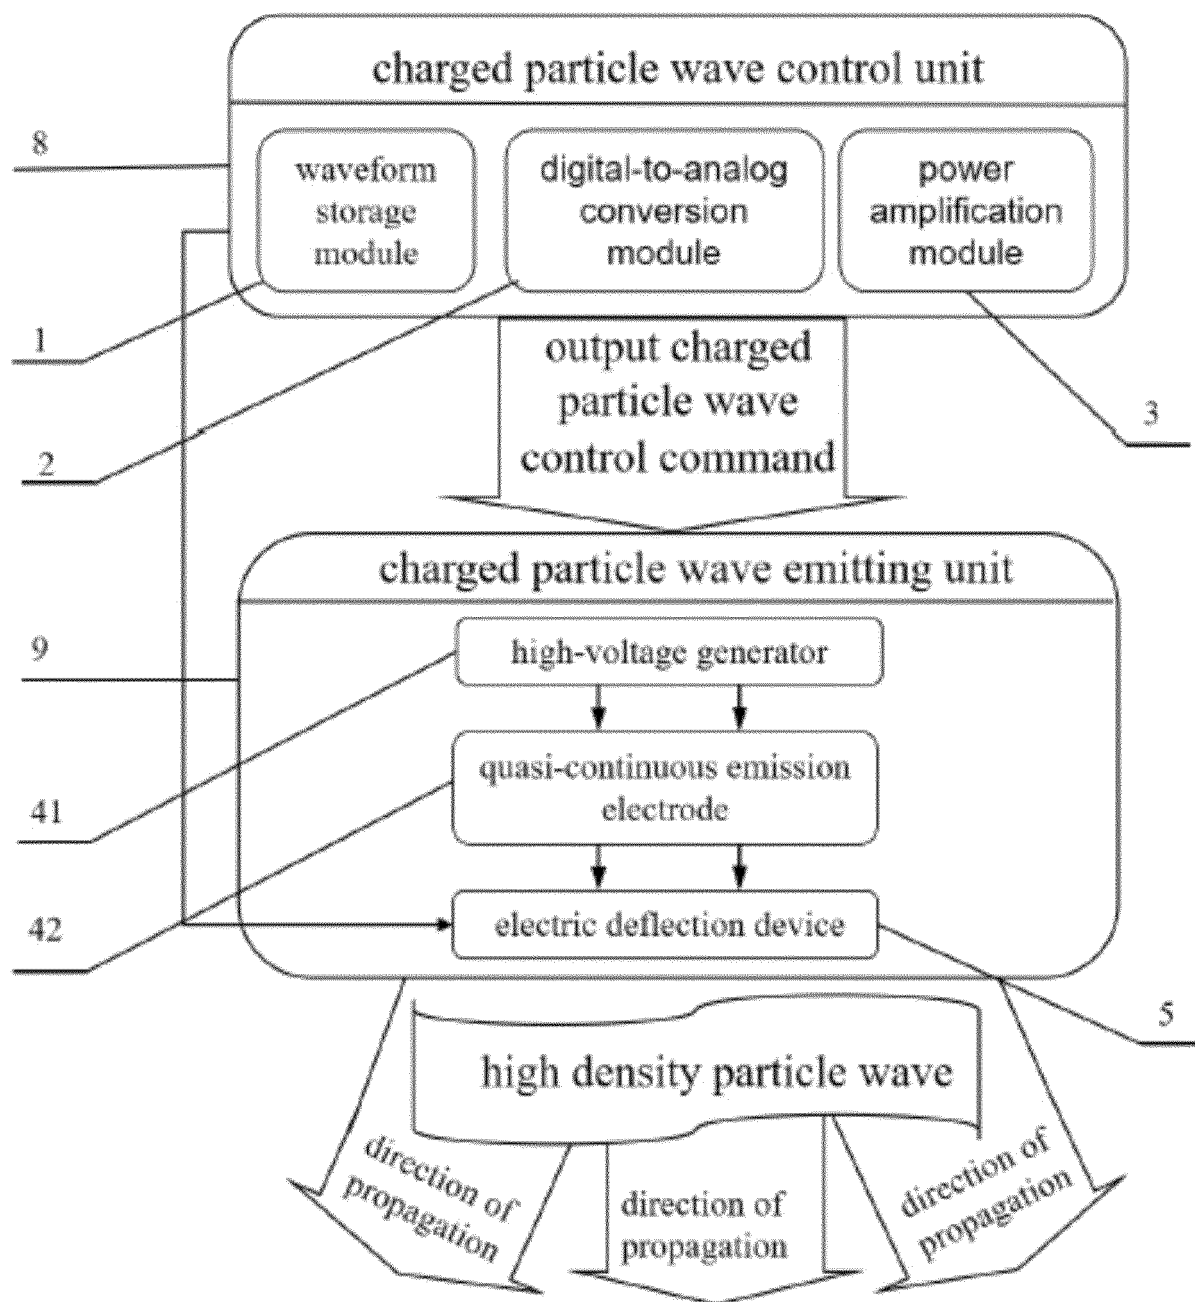 charged particle wave control unit
8
waveform
storage
module
digital-to-analog
conversion
module
power
amplification
module
1
2
3
output charged
particle wave
control command
charged particle wave emitting unit
9
high-voltage generator
41
quasi-continuous emission
electrode
42
electric deflection device
5
high density particle wave
direction of
propagation
direction of
propagation
direction of
propagation